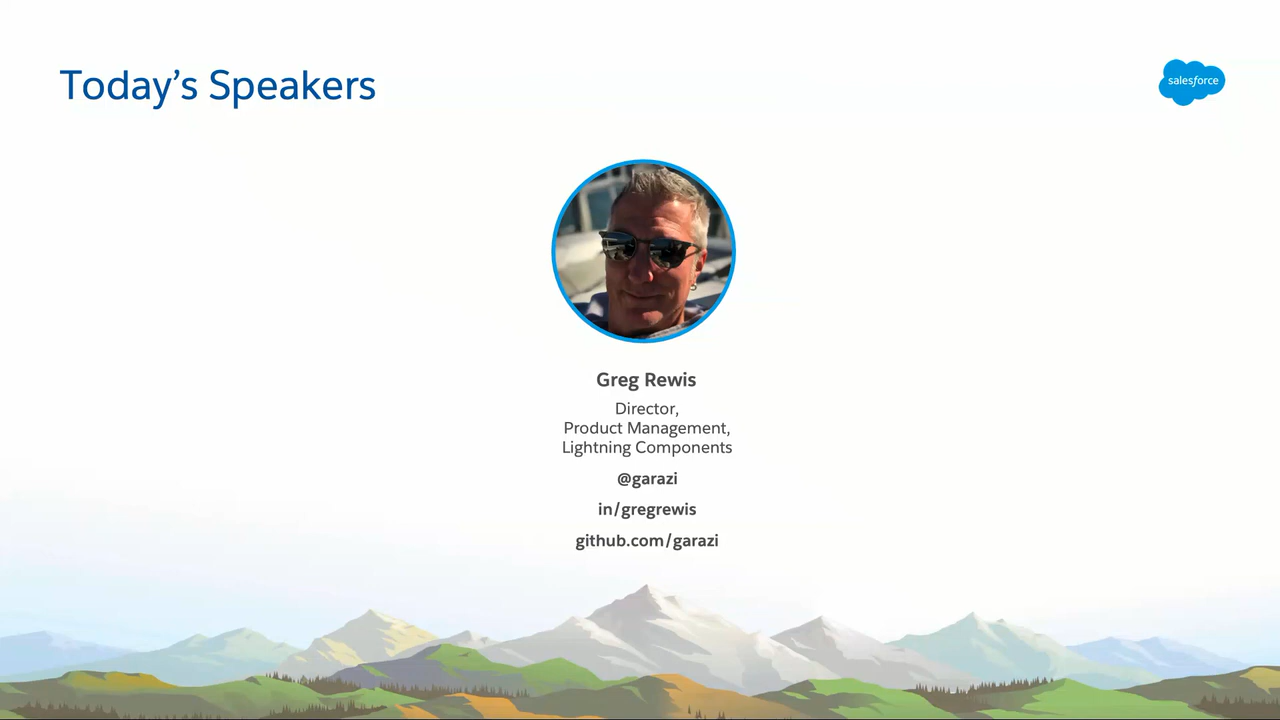 Today’s Speakers
salesforce
Greg Rewis
Director,
Product Management,
Lightning Components
@garazi
in/gregrewis
github.com/garazi